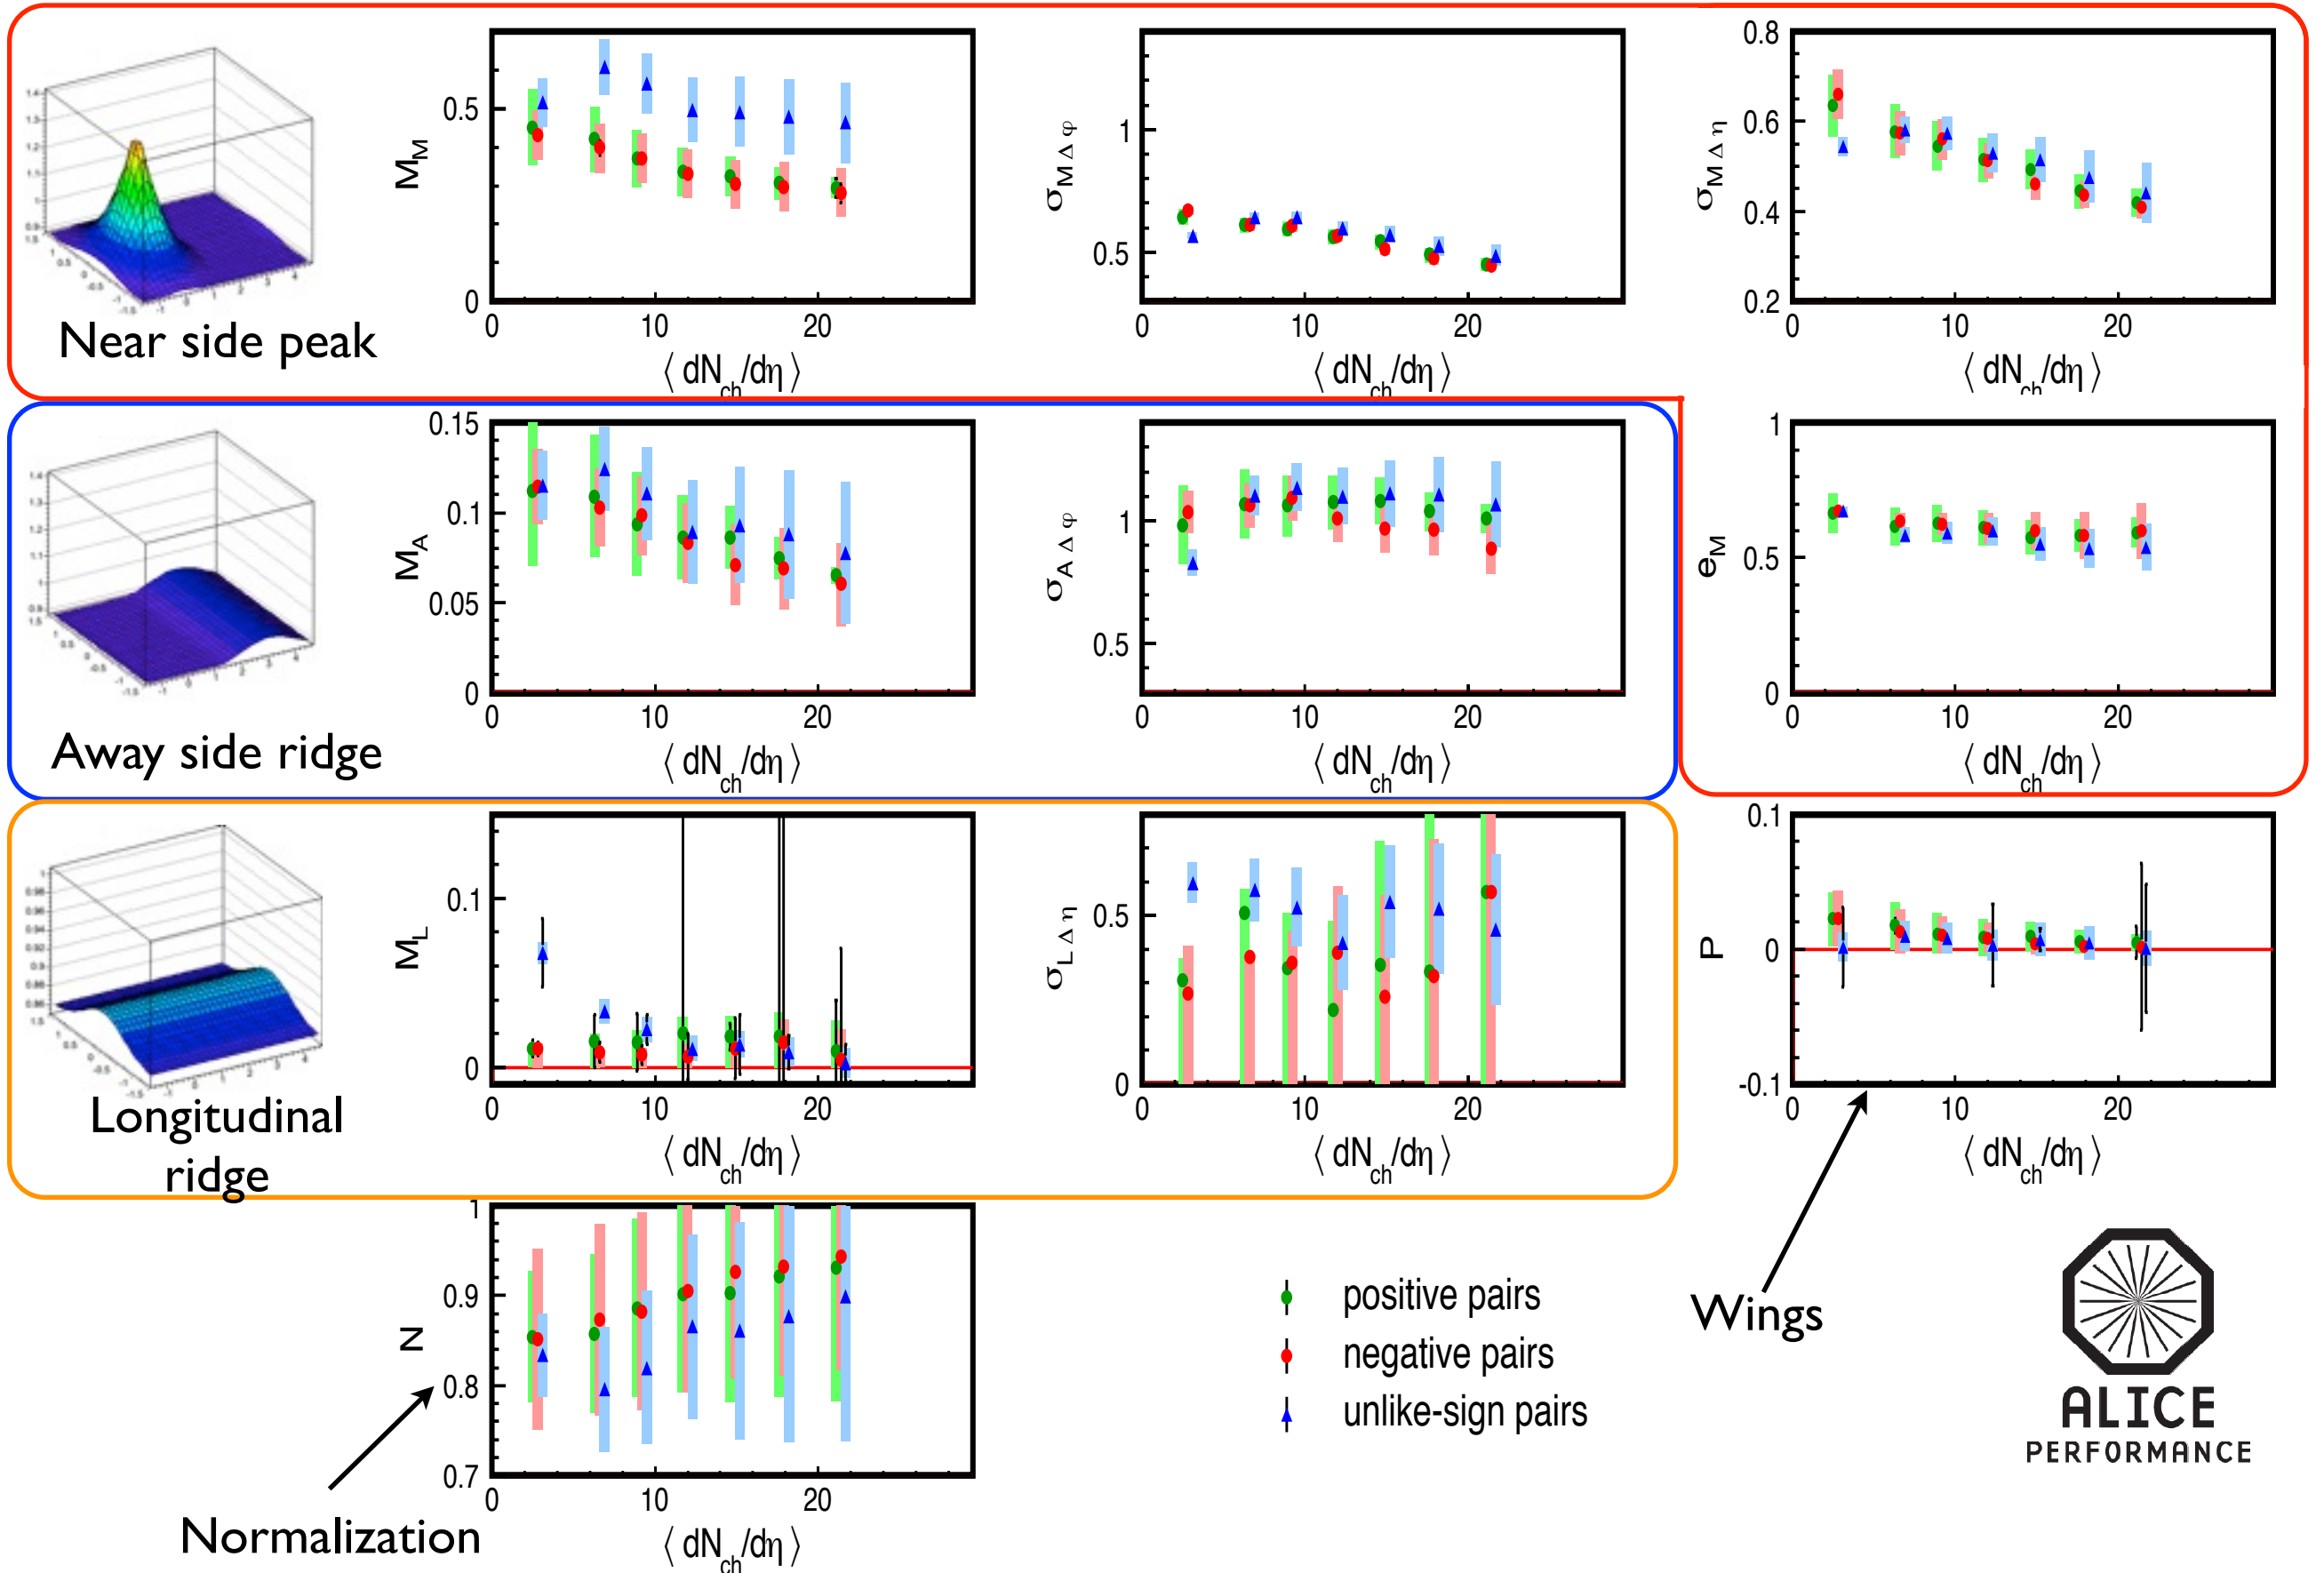 M_M
0.5
0
0 10 20
⟨ dN_ch/dη ⟩
σ_MΔφ
1
0.5
0 10 20
⟨ dN_ch/dη ⟩
σ_MΔη
0.8
0.6
0.4
0.2
0 10 20
⟨ dN_ch/dη ⟩
Near side peak
M_A
0.15
0.1
0.05
0
0 10 20
⟨ dN_ch/dη ⟩
σ_AΔφ
1
0.5
0 10 20
⟨ dN_ch/dη ⟩
e_M
1
0.5
0
0 10 20
⟨ dN_ch/dη ⟩
Away side ridge
M_L
0.1
0
0 10 20
⟨ dN_ch/dη ⟩
σ_LΔη
0.5
0
0 10 20
⟨ dN_ch/dη ⟩
P
0.1
0
-0.1
0 10 20
⟨ dN_ch/dη ⟩
Longitudinal
ridge
N
1
0.9
0.8
0.7
0 10 20
⟨ dN_ch/dη ⟩
Normalization
positive pairs
negative pairs
unlike-sign pairs
Wings
ALICE
PERFORMANCE